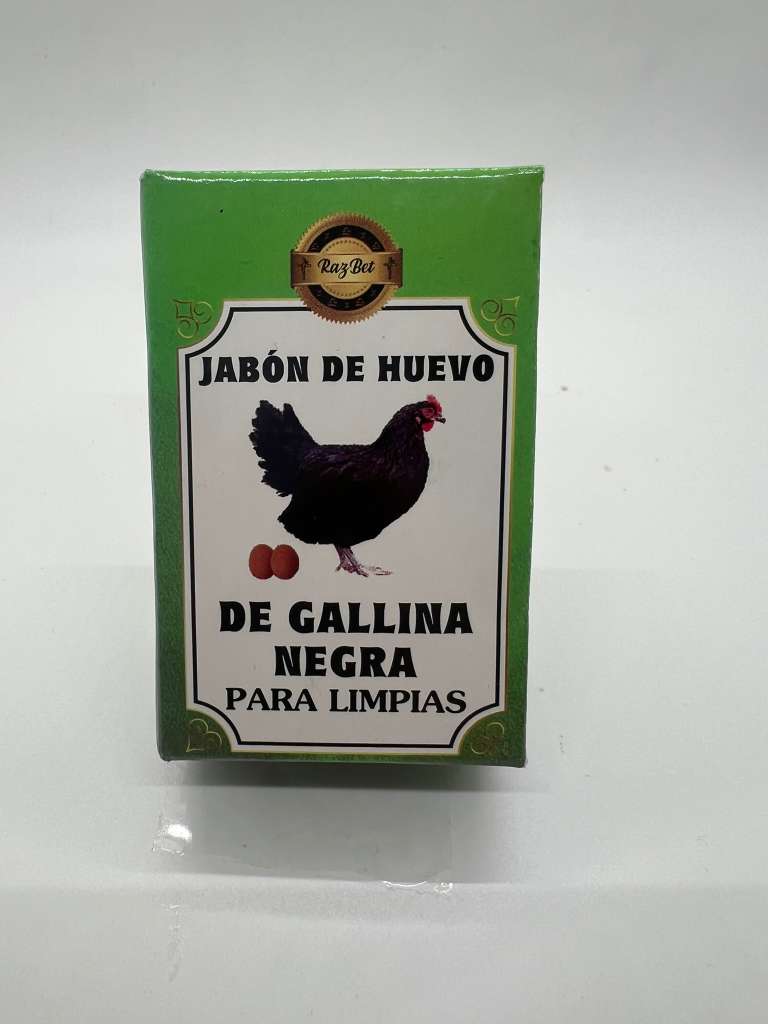 RazBet
JABÓN DE HUEVO
DE GALLINA
NEGRA
PARA LIMPIAS